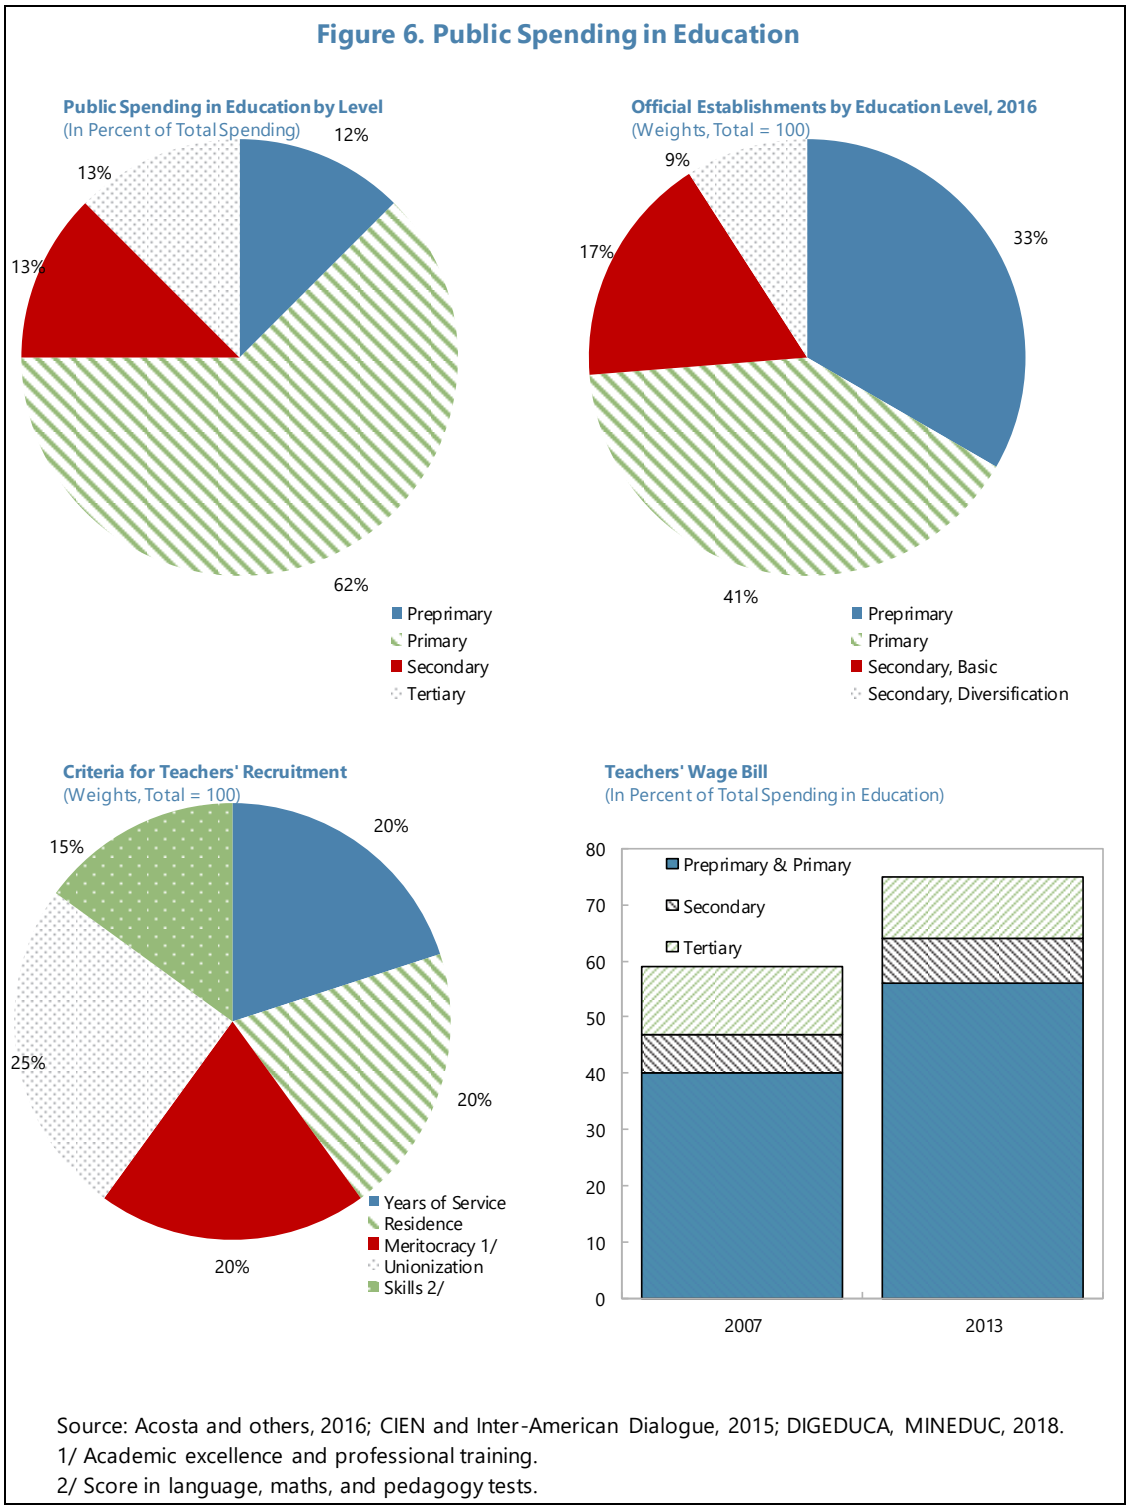 Figure 6. Public Spending in Education
Public Spending in Education by Level
(In Percent of Total Spending)
12%
13%
13%
62%
Preprimary
Primary
Secondary
Tertiary
Official Establishments by Education Level, 2016
(Weights, Total = 100)
9%
33%
17%
41%
Preprimary
Primary
Secondary, Basic
Secondary, Diversification
Criteria for Teachers' Recruitment
(Weights, Total = 100)
20%
15%
25%
20%
20%
Years of Service
Residence
Meritocracy 1/
Unionization
Skills 2/
Teachers' Wage Bill
(In Percent of Total Spending in Education)
80
70
60
50
40
30
20
10
0
Preprimary & Primary
Secondary
Tertiary
2007
2013
Source: Acosta and others, 2016; CIEN and Inter-American Dialogue, 2015; DIGEDUCA, MINEDUC, 2018.
1/ Academic excellence and professional training.
2/ Score in language, maths, and pedagogy tests.